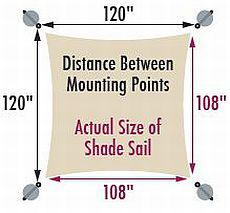 120"
Distance Between
Mounting Points
120"
108"
Actual Size of
Shade Sail
108"